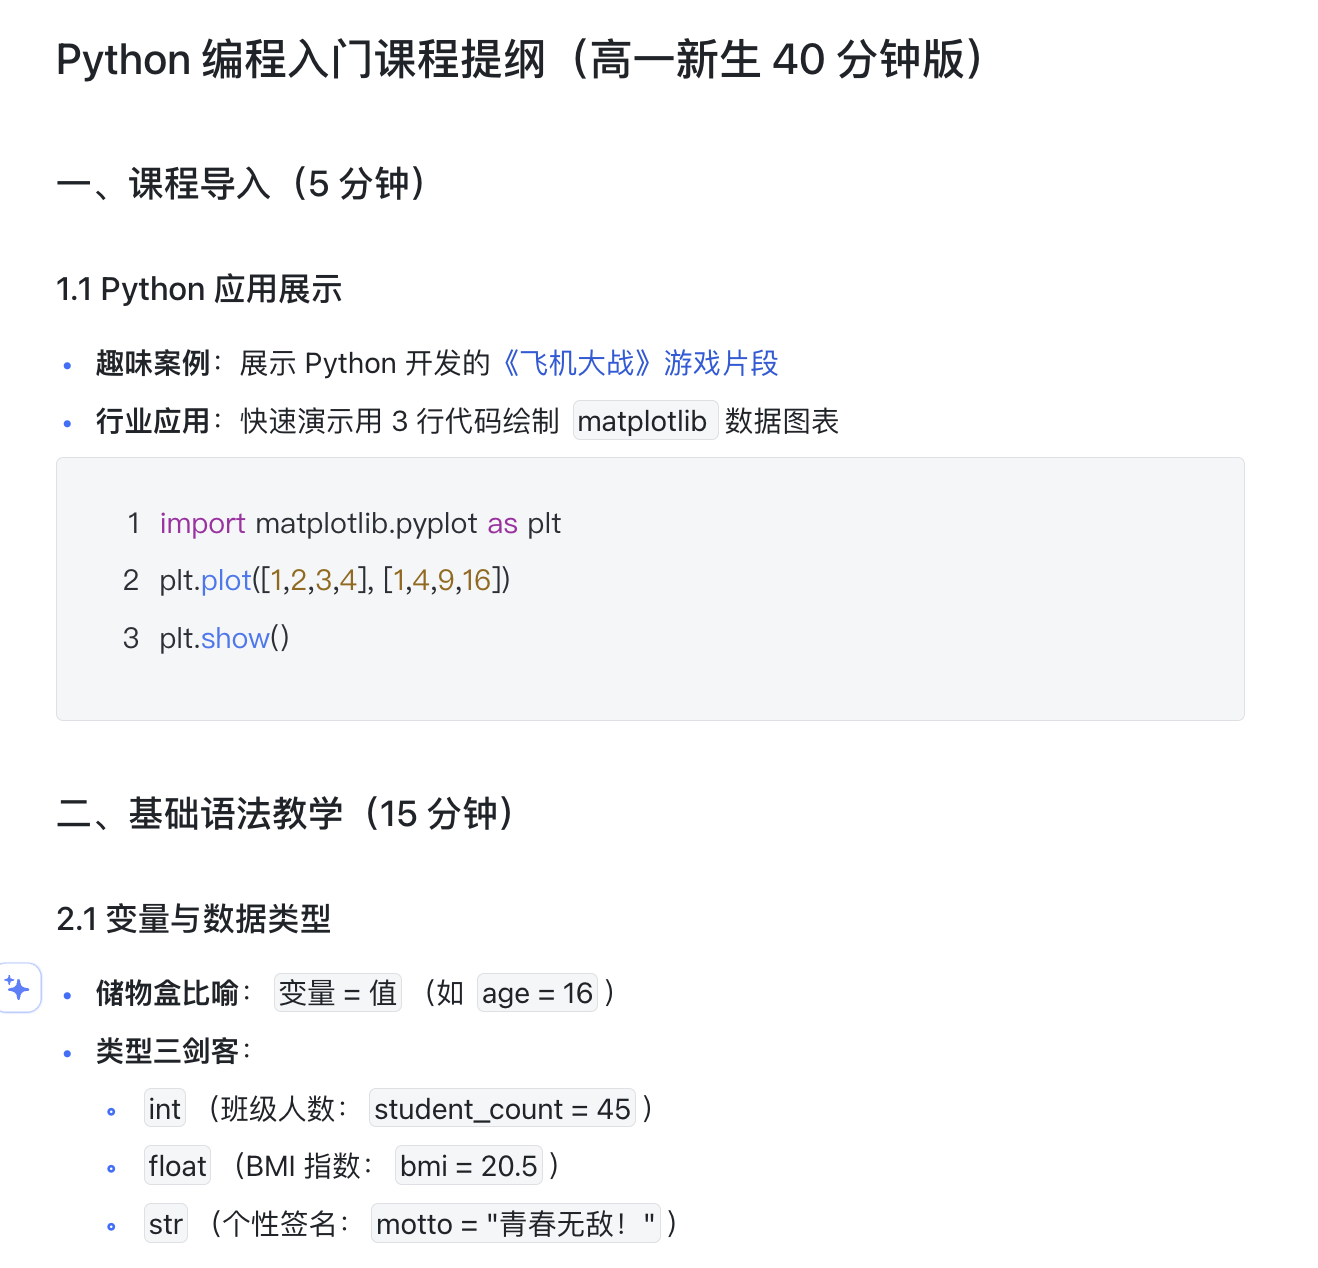 Python 编程入门课程提纲（高一新生 40 分钟版）
一、课程导入（5 分钟）
1.1 Python 应用展示
• 趣味案例：展示 Python 开发的《飞机大战》游戏片段
• 行业应用：快速演示用 3 行代码绘制 matplotlib 数据图表
1 import matplotlib.pyplot as plt
2 plt.plot([1,2,3,4], [1,4,9,16])
3 plt.show()
二、基础语法教学（15 分钟）
2.1 变量与数据类型
• 储物盒比喻： 变量 = 值 （如 age = 16 ）
• 类型三剑客：
◦ int （班级人数： student_count = 45 ）
◦ float （BMI 指数： bmi = 20.5 ）
◦ str （个性签名： motto = "青春无敌！" ）